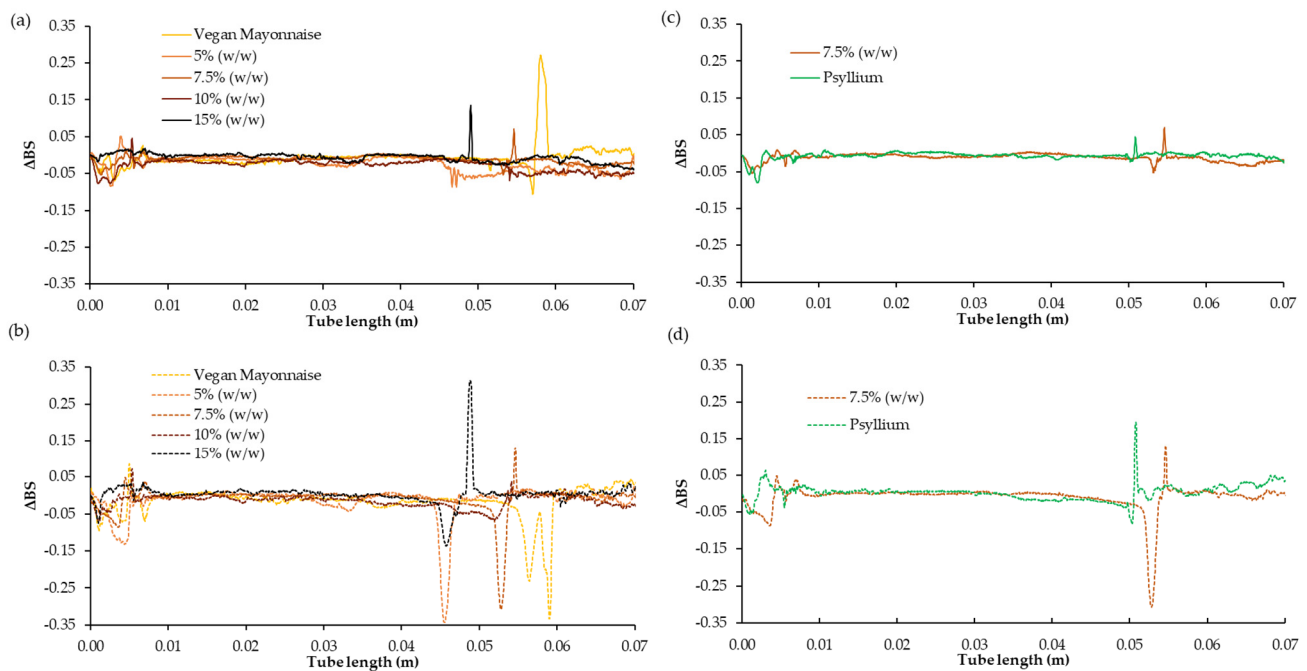 (a)
0.35
0.25
0.15
0.05
-0.05
-0.15
-0.25
-0.35
ΔBS
Vegan Mayonnaise
5% (w/w)
7.5% (w/w)
10% (w/w)
15% (w/w)
0.00 0.01 0.02 0.03 0.04 0.05 0.06 0.07
Tube length (m)
(c)
0.35
0.25
0.15
0.05
-0.05
-0.15
-0.25
-0.35
ΔBS
7.5% (w/w)
Psyllium
0.00 0.01 0.02 0.03 0.04 0.05 0.06 0.07
Tube length (m)
(b)
0.35
0.25
0.15
0.05
-0.05
-0.15
-0.25
-0.35
ΔBS
Vegan Mayonnaise
5% (w/w)
7.5% (w/w)
10% (w/w)
15% (w/w)
0.00 0.01 0.02 0.03 0.04 0.05 0.06 0.07
Tube length (m)
(d)
0.35
0.25
0.15
0.05
-0.05
-0.15
-0.25
-0.35
ΔBS
7.5% (w/w)
Psyllium
0.00 0.01 0.02 0.03 0.04 0.05 0.06 0.07
Tube length (m)